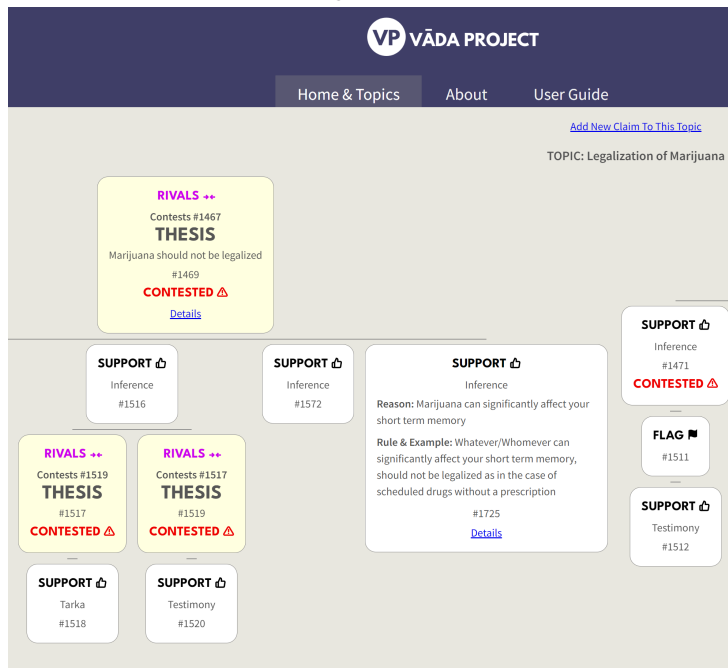 VP VĀDA PROJECT
Home & Topics About User Guide
Add New Claim To This Topic
TOPIC: Legalization of Marijuana
RIVALS
Contests #1467
THESIS
Marijuana should not be legalized
#1469
CONTESTED
Details
SUPPORT
Inference
#1516
SUPPORT
Inference
#1572
SUPPORT
Inference
Reason: Marijuana can significantly affect your
short term memory
Rule & Example: Whatever/Whomever can
significantly affect your short term memory,
should not be legalized as in the case of
scheduled drugs without a prescription
#1725
Details
SUPPORT
Inference
#1471
CONTESTED
FLAG
#1511
SUPPORT
Testimony
#1512
RIVALS
Contests #1519
THESIS
#1517
CONTESTED
RIVALS
Contests #1517
THESIS
#1519
CONTESTED
SUPPORT
Tarka
#1518
SUPPORT
Testimony
#1520